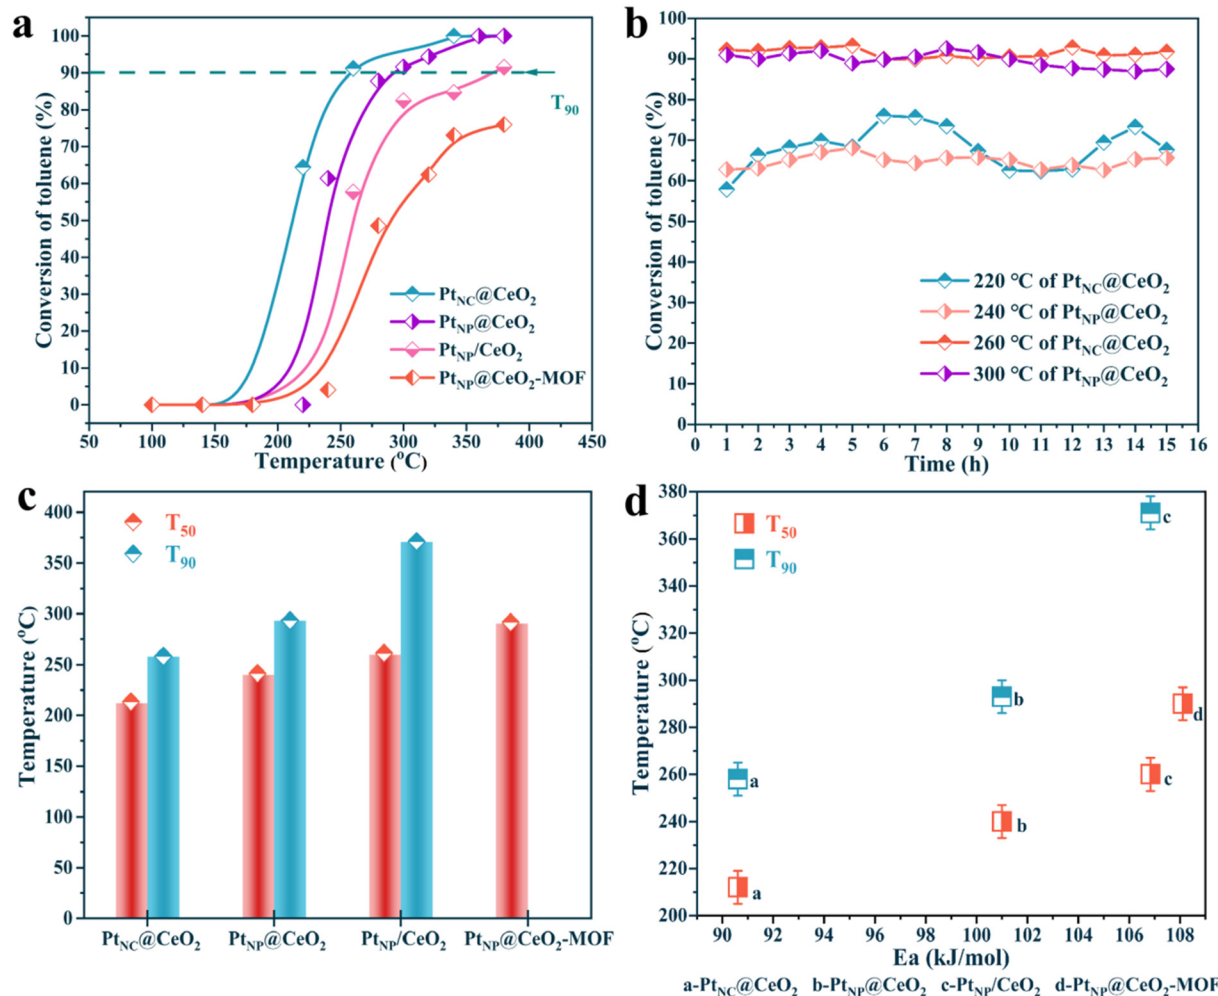 a
Conversion of toluene (%)
100
90
80
70
60
50
40
30
20
10
0
T90
PtNC@CeO2
PtNP@CeO2
PtNP/CeO2
PtNP@CeO2-MOF
50 100 150 200 250 300 350 400 450
Temperature (oC)
b
Conversion of toluene (%)
100
90
80
70
60
50
40
30
20
10
0
220 °C of PtNC@CeO2
240 °C of PtNP@CeO2
260 °C of PtNC@CeO2
300 °C of PtNP@CeO2
0 1 2 3 4 5 6 7 8 9 10 11 12 13 14 15 16
Time (h)
c
Temperature (oC)
400
350
300
250
200
150
100
50
0
T50
T90
PtNC@CeO2 PtNP@CeO2 PtNP/CeO2 PtNP@CeO2-MOF
d
Temperature (oC)
380
360
340
320
300
280
260
240
220
200
T50
T90
c
b
a
d
c
b
a
90 92 94 96 98 100 102 104 106 108
Ea (kJ/mol)
a-PtNC@CeO2 b-PtNP@CeO2 c-PtNP/CeO2 d-PtNP@CeO2-MOF